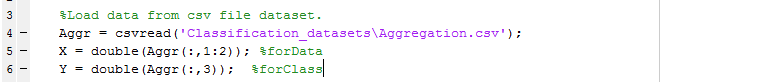 3 %Load data from csv file dataset.
4 – Aggr = csvread('Classification_datasets\Aggregation.csv');
5 – X = double(Aggr(:,1:2)); %forData
6 – Y = double(Aggr(:,3));  %forClass